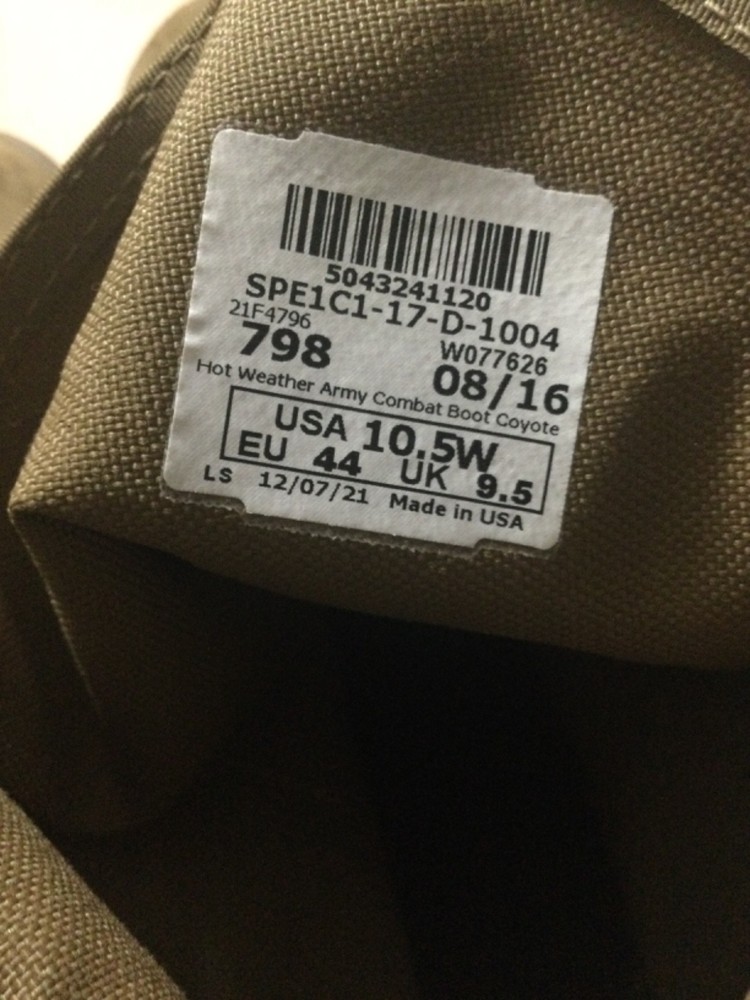 5043241120
SPE1C1-17-D-1004
21F4796 W077626
798 08/16
Hot Weather Army Combat Boot Coyote
USA 10.5W
EU 44 UK 9.5
LS 12/07/21 Made in USA